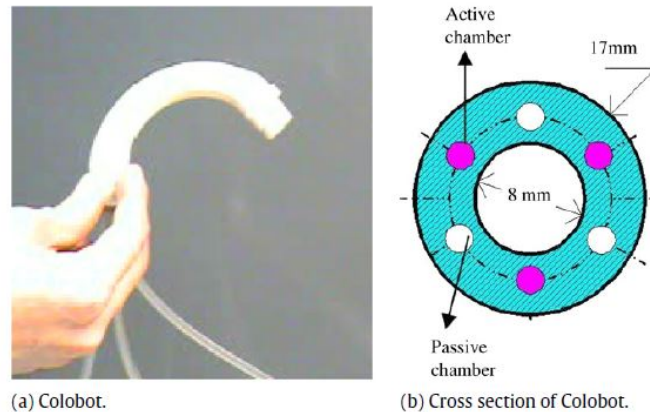 Active
chamber
17mm
8 mm
Passive
chamber
(a) Colobot.
(b) Cross section of Colobot.